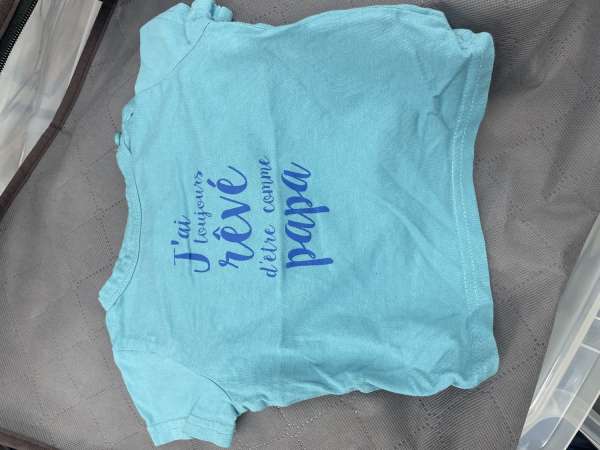 J'ai
toujours
rêvé
d'être comme
papa